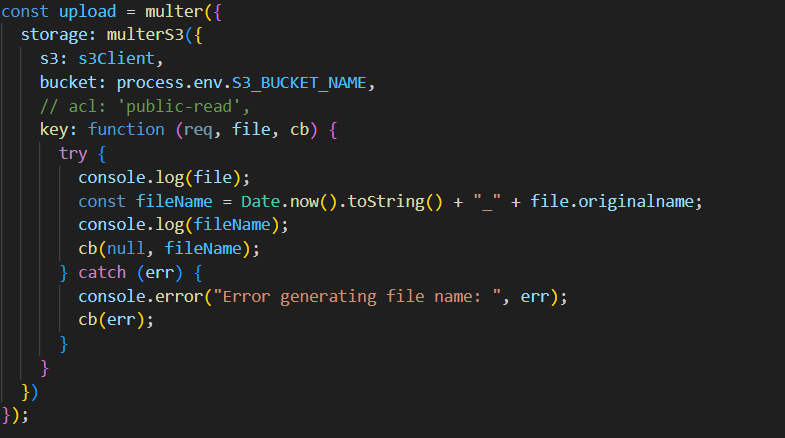 const upload = multer({
  storage: multerS3({
    s3: s3Client,
    bucket: process.env.S3_BUCKET_NAME,
    // acl: 'public-read',
    key: function (req, file, cb) {
      try {
        console.log(file);
        const fileName = Date.now().toString() + "_" + file.originalname;
        console.log(fileName);
        cb(null, fileName);
      } catch (err) {
        console.error("Error generating file name: ", err);
        cb(err);
      }
    }
  })
});